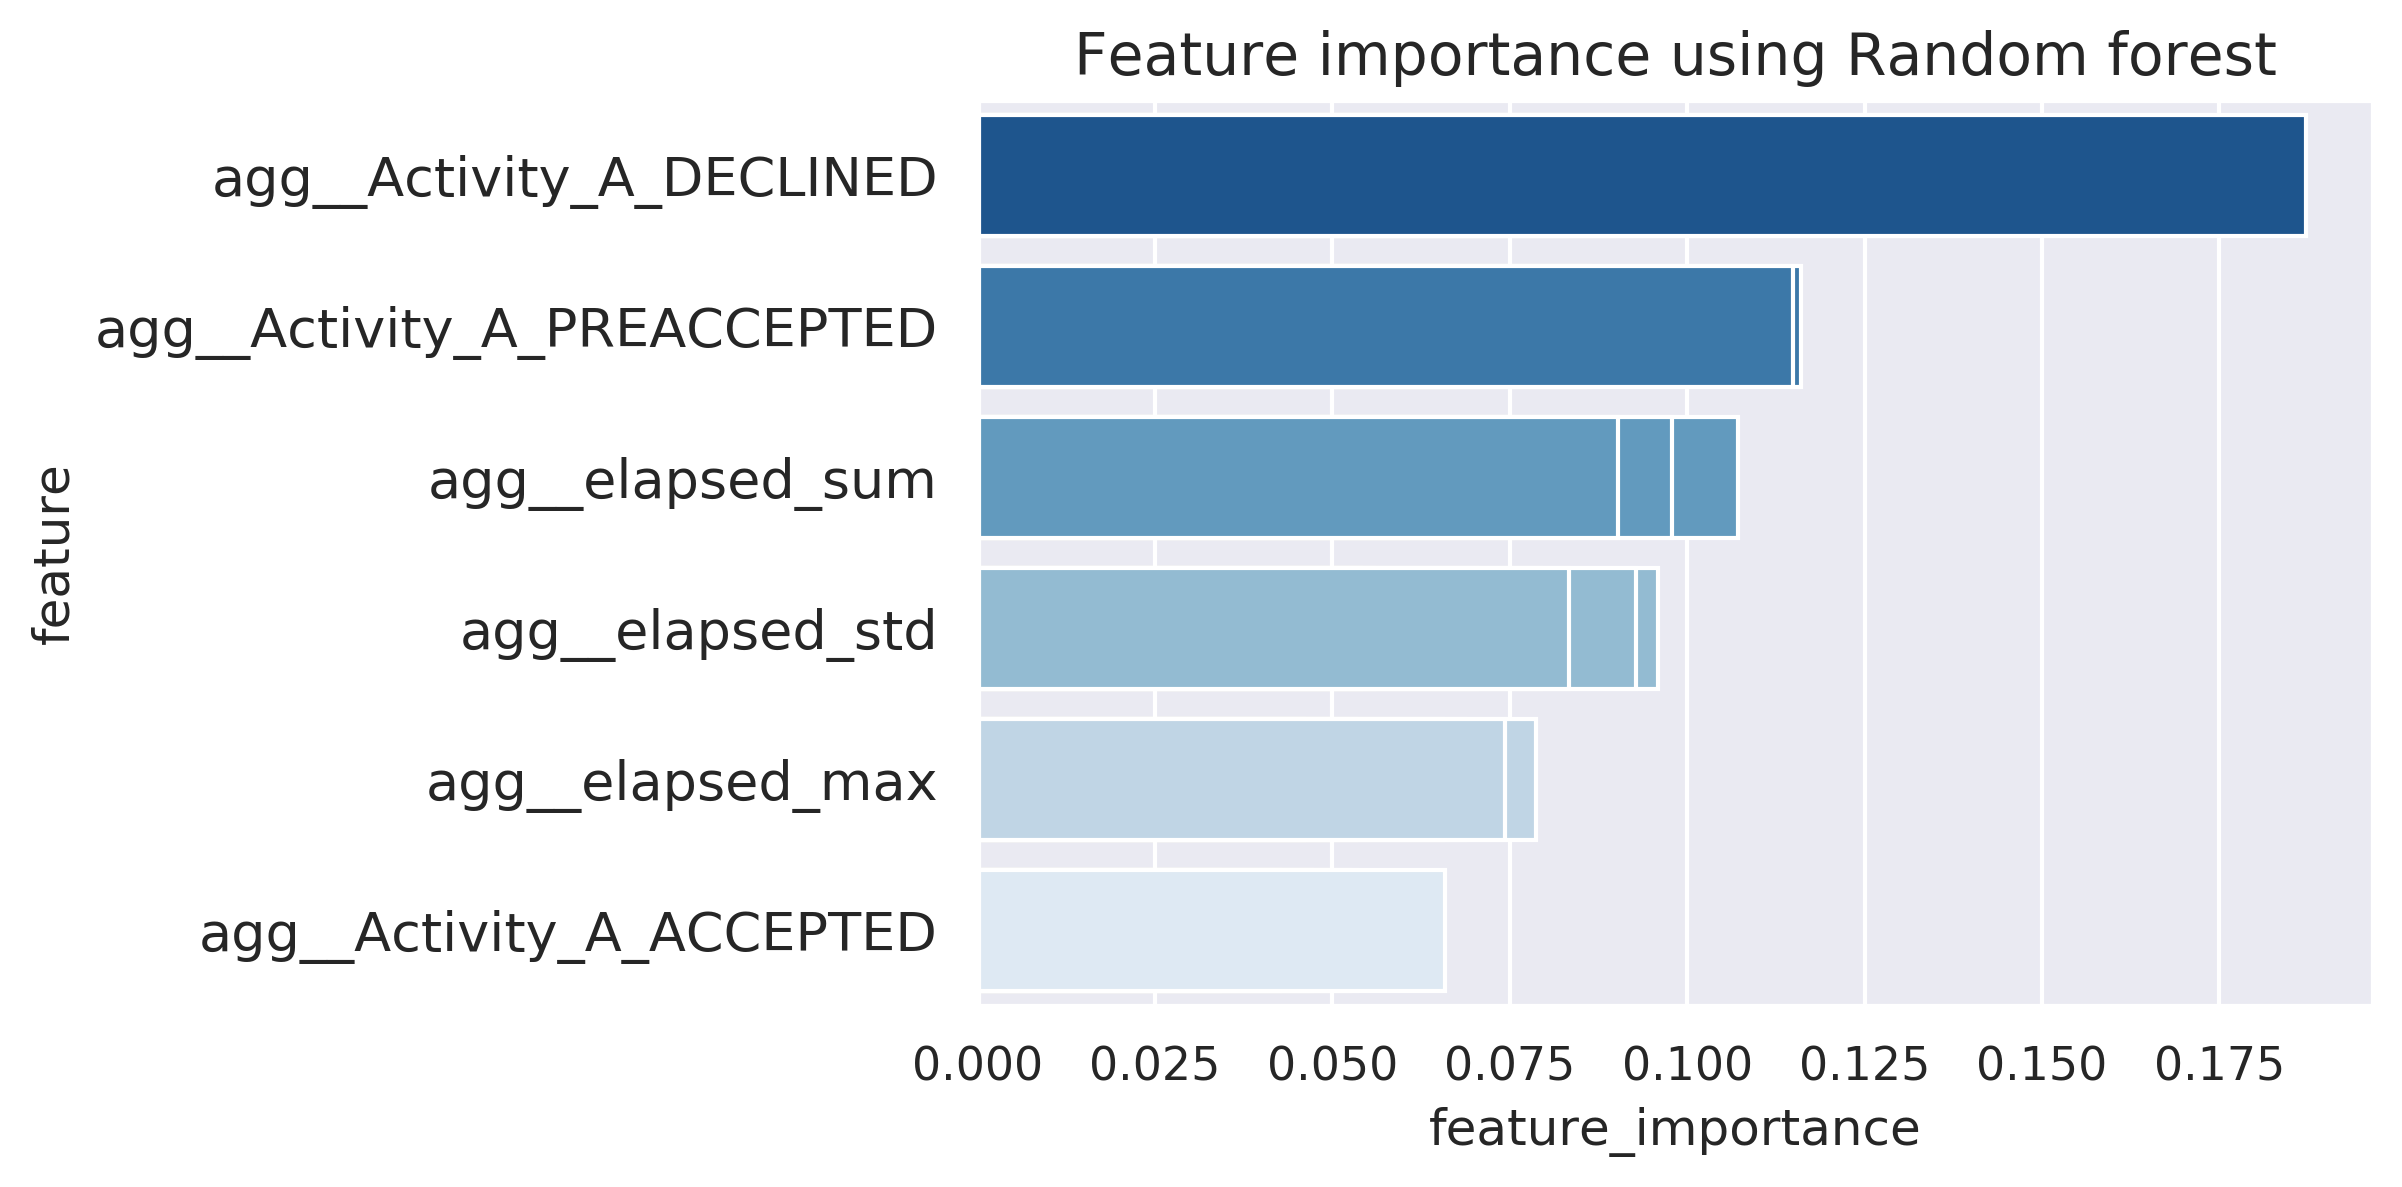 Feature importance using Random forest
feature
agg__Activity_A_DECLINED
agg__Activity_A_PREACCEPTED
agg__elapsed_sum
agg__elapsed_std
agg__elapsed_max
agg__Activity_A_ACCEPTED
0.000 0.025 0.050 0.075 0.100 0.125 0.150 0.175
feature_importance